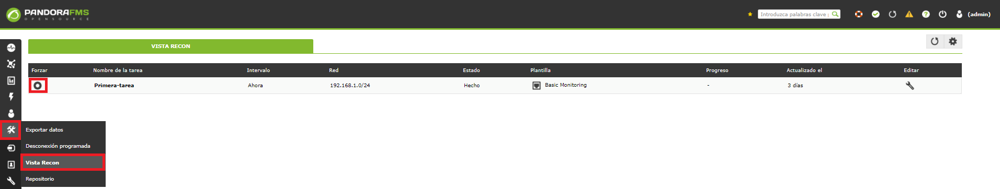 PANDORAFMS
OPENSOURCE
Introduzca palabras clave p
(admin)
VISTA RECON
Forzar Nombre de la tarea Intervalo Red Estado Plantilla Progreso Actualizado el Editar
Primera-tarea Ahora 192.168.1.0/24 Hecho Basic Monitoring - 3 días
Exportar datos
Desconexión programada
Vista Recon
Repositorio